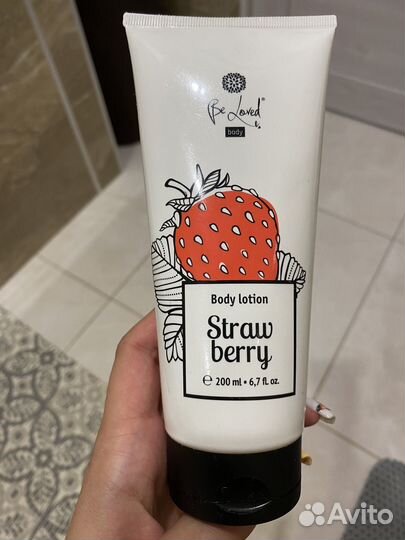 Be Loved®
body
Body lotion
Straw
berry
℮ 200 ml • 6,7 fl. oz.
Avito